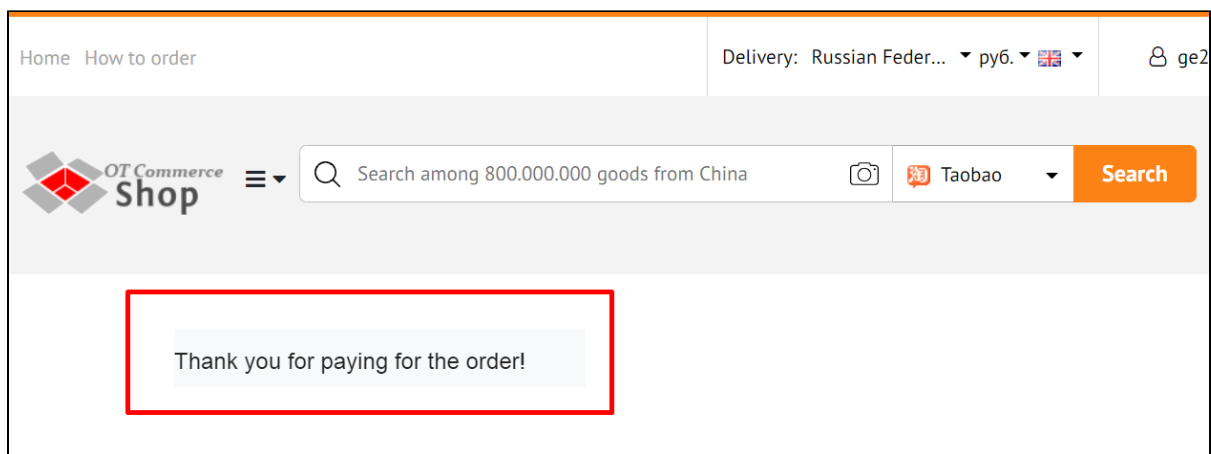 Home How to order Delivery: Russian Feder... руб. ge2
OT Commerce
Shop
Search among 800.000.000 goods from China 淘 Taobao Search
Thank you for paying for the order!